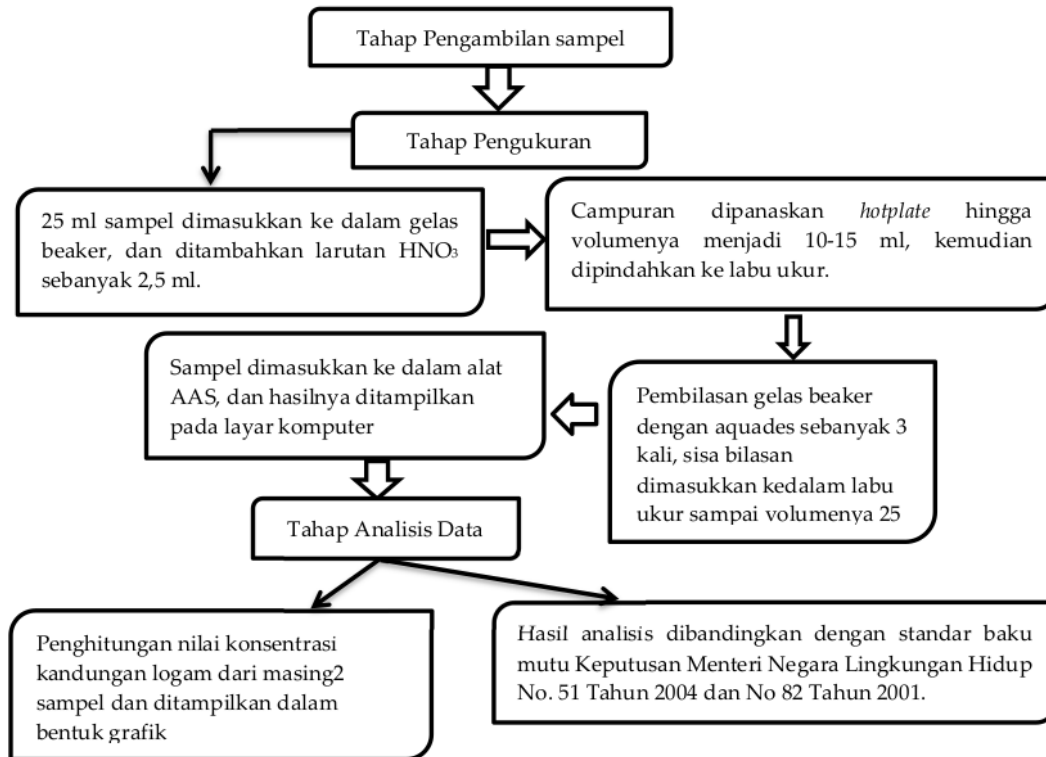 Tahap Pengambilan sampel
Tahap Pengukuran
25 ml sampel dimasukkan ke dalam gelas
beaker, dan ditambahkan larutan HNO₃
sebanyak 2,5 ml.
Campuran dipanaskan hotplate hingga
volumenya menjadi 10-15 ml, kemudian
dipindahkan ke labu ukur.
Pembilasan gelas beaker
dengan aquades sebanyak 3
kali, sisa bilasan
dimasukkan kedalam labu
ukur sampai volumenya 25
Sampel dimasukkan ke dalam alat
AAS, dan hasilnya ditampilkan
pada layar komputer
Tahap Analisis Data
Penghitungan nilai konsentrasi
kandungan logam dari masing2
sampel dan ditampilkan dalam
bentuk grafik
Hasil analisis dibandingkan dengan standar baku
mutu Keputusan Menteri Negara Lingkungan Hidup
No. 51 Tahun 2004 dan No 82 Tahun 2001.